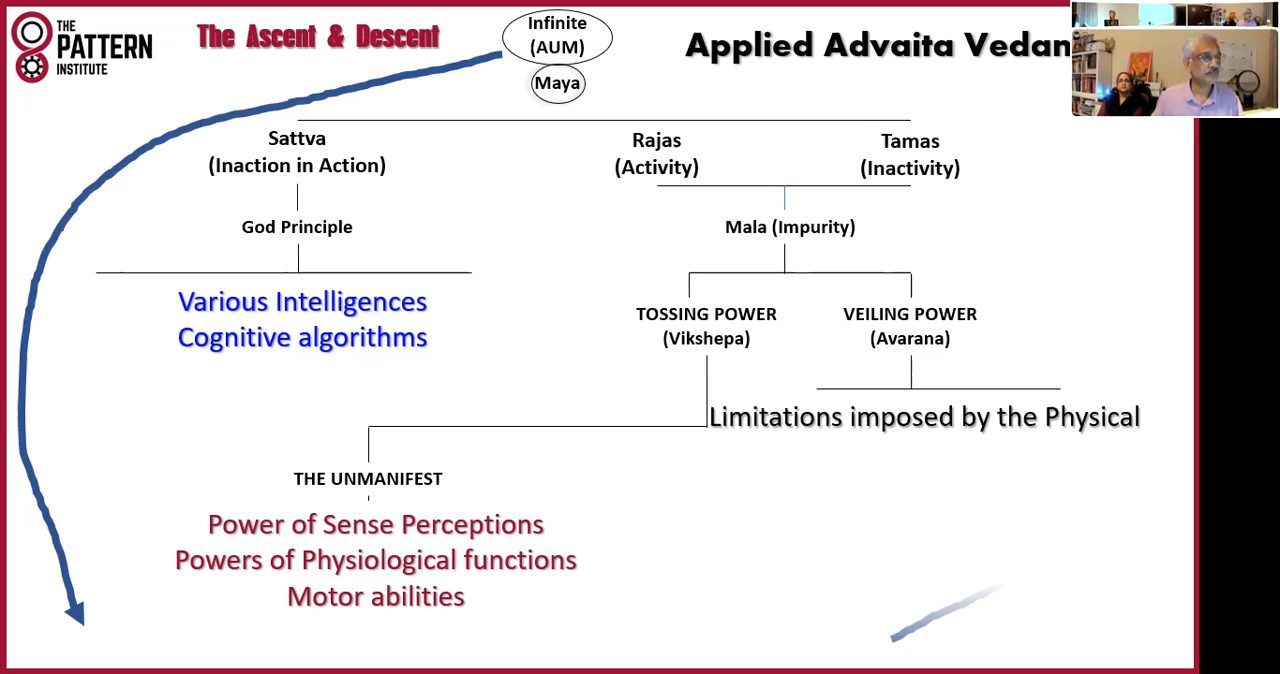 THE
PATTERN
INSTITUTE
The Ascent & Descent
Infinite
(AUM)
Maya
Applied Advaita
Sattva
(Inaction in Action)
Rajas
(Activity)
Tamas
(Inactivity)
God Principle
Mala (Impurity)
Various Intelligences
Cognitive algorithms
TOSSING POWER
(Vikshepa)
VEILING POWER
(Avarana)
Limitations imposed by the Physical
THE UNMANIFEST
Power of Sense Perceptions
Powers of Physiological functions
Motor abilities